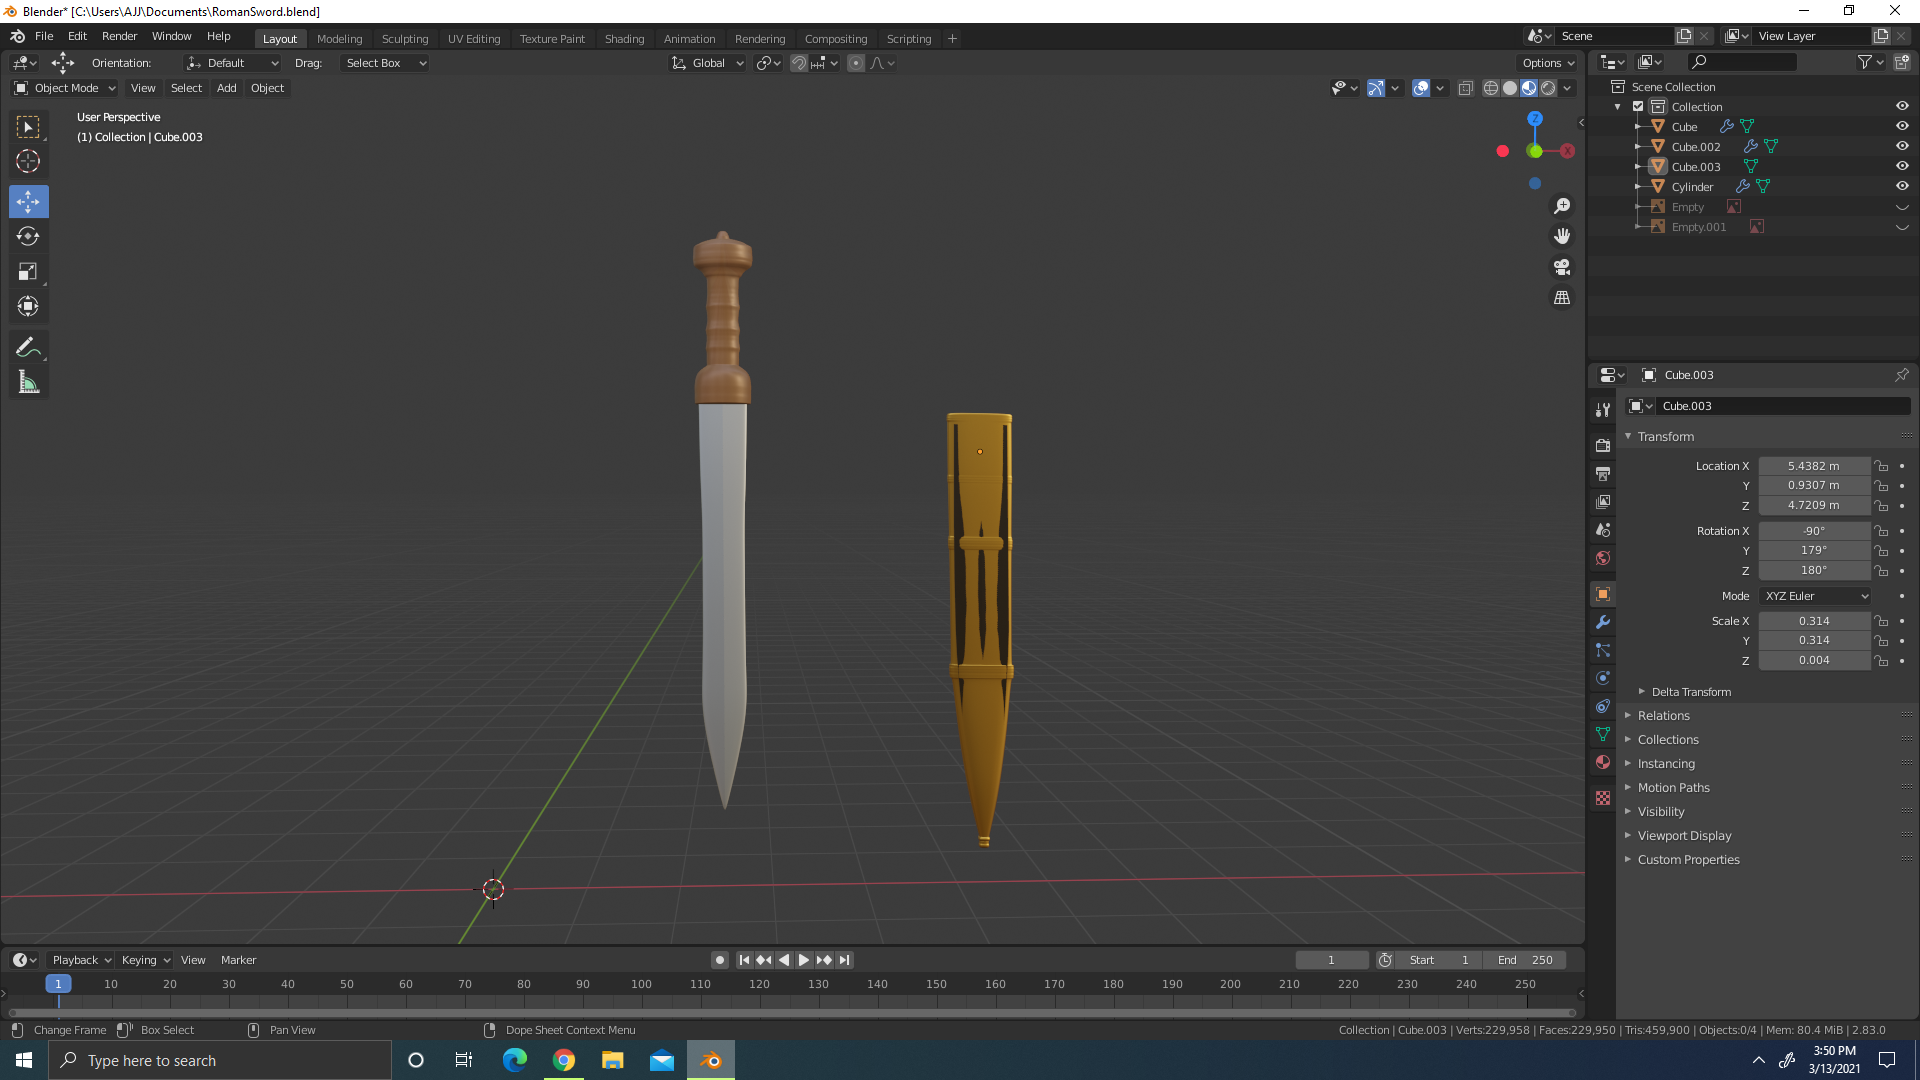 Blender* [C:\Users\AJJ\Documents\RomanSword.blend]
File Edit Render Window Help Layout Modeling Sculpting UV Editing Texture Paint Shading Animation Rendering Compositing Scripting + Scene View Layer
Orientation: Default Drag: Select Box Global Options
Object Mode View Select Add Object
User Perspective
(1) Collection | Cube.003
Z
X
Scene Collection
Collection
Cube
Cube.002
Cube.003
Cylinder
Empty
Empty.001
Cube.003
Cube.003
Transform
Location X 5.4382 m
Y 0.9307 m
Z 4.7209 m
Rotation X -90°
Y 179°
Z 180°
Mode XYZ Euler
Scale X 0.314
Y 0.314
Z 0.004
Delta Transform
Relations
Collections
Instancing
Motion Paths
Visibility
Viewport Display
Custom Properties
Playback Keying View Marker 1 Start 1 End 250
1 10 20 30 40 50 60 70 80 90 100 110 120 130 140 150 160 170 180 190 200 210 220 230 240 250
Change Frame Box Select Pan View Dope Sheet Context Menu Collection | Cube.003 | Verts:229,958 | Faces:229,950 | Tris:459,900 | Objects:0/4 | Mem: 80.4 MiB | 2.83.0
Type here to search
3:50 PM
3/13/2021